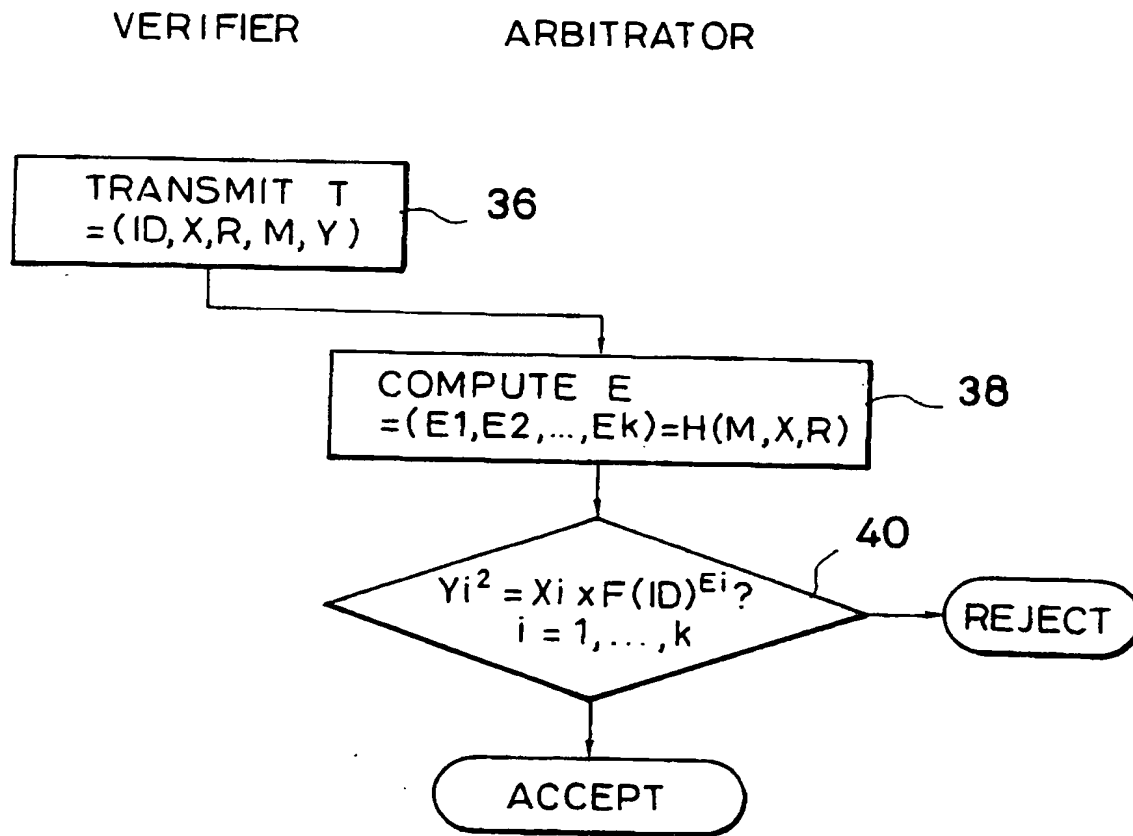 VERIFIER ARBITRATOR
TRANSMIT T
=(ID,X,R,M,Y)
36
COMPUTE E
=(E1,E2,...,Ek)=H(M,X,R)
38
40
Yi² = Xi x F(ID)^Ei?
i = 1,...,k
REJECT
ACCEPT